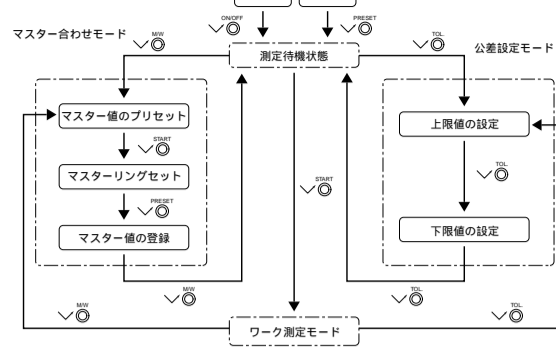 ON/OFF
PRESET
マスター合わせモード
M/W
TOL.
公差設定モード
測定待機状態
マスター値のプリセット
上限値の設定
START
マスターリングセット
TOL.
START
PRESET
マスター値の登録
下限値の設定
M/W
TOL.
M/W
TOL.
ワーク測定モード